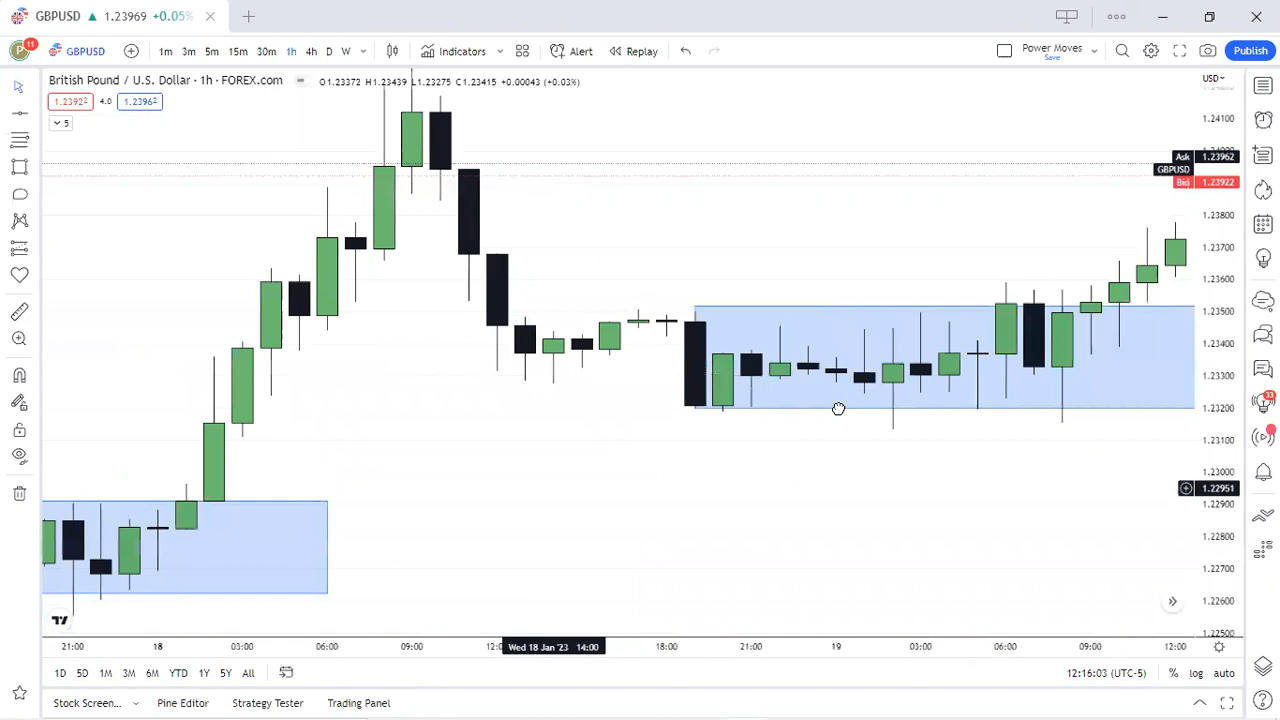 GBPUSD ▲ 1.23969 +0.05%
11 GBPUSD 1m 3m 5m 15m 30m 1h 4h D W Indicators Alert Replay Power Moves Save Publish
British Pound / U.S. Dollar · 1h · FOREX.com O1.23372 H1.23439 L1.23275 C1.23415 +0.00043 (+0.03%)
USD
1.23922 4.0 1.23962
5
1.24100
Ask 1.23962
GBPUSD
Bid 1.23922
1.23800
1.23700
1.23600
1.23500
1.23400
1.23300
1.23200
1.23100
1.23000
1.22951
1.22900
1.22800
1.22700
1.22600
1.22500
33
21:00 18 03:00 06:00 09:00 12:0 Wed 18 Jan '23 14:00 18:00 21:00 19 03:00 06:00 09:00 12:00
1D 5D 1M 3M 6M YTD 1Y 5Y All 12:16:03 (UTC-5) % log auto
Stock Screen... Pine Editor Strategy Tester Trading Panel